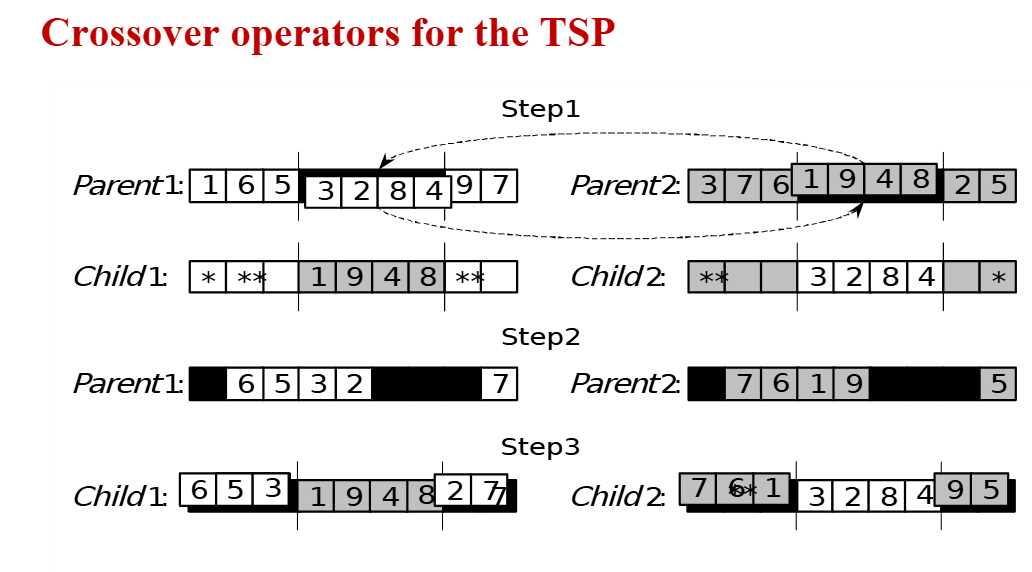 Crossover operators for the TSP
Step1
Parent1: 1 6 5 3 2 8 4 9 7 Parent2: 3 7 6 1 9 4 8 2 5
Child1: * ** 1 9 4 8 ** Child2: ** 3 2 8 4 *
Step2
Parent1: 6 5 3 2 7 Parent2: 7 6 1 9 5
Step3
Child1: 6 5 3 1 9 4 8 2 7 7 Child2: 7 6 ** 1 3 2 8 4 9 5